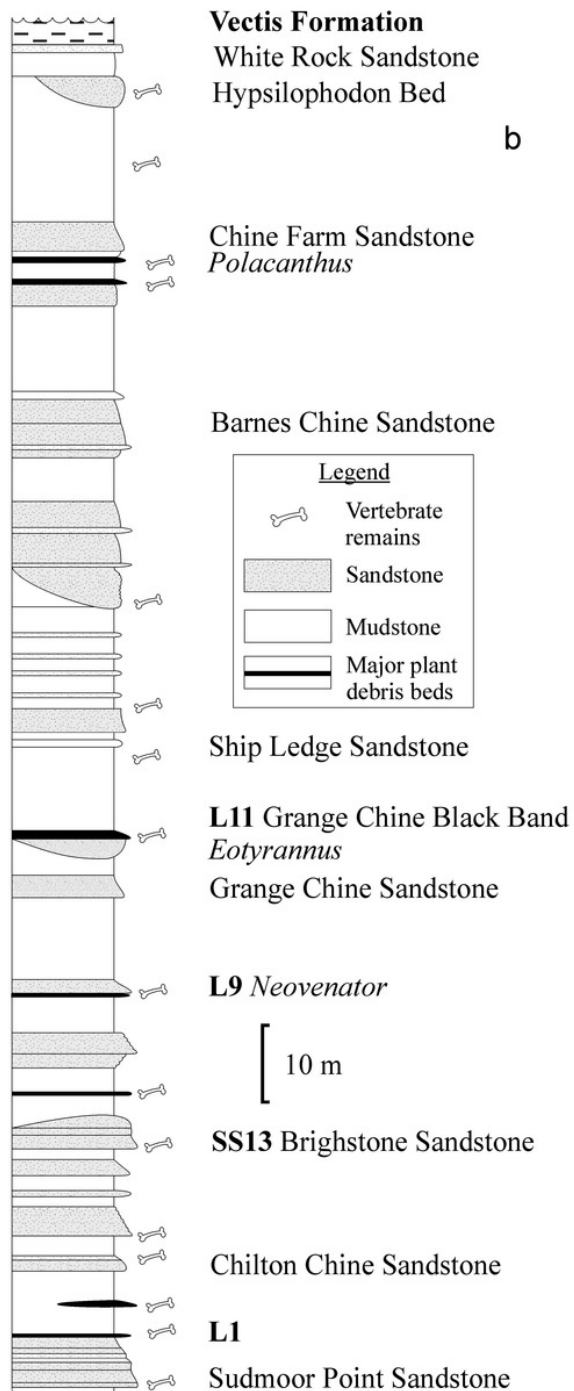 Vectis Formation
White Rock Sandstone
Hypsilophodon Bed
b
Chine Farm Sandstone
Polacanthus
Barnes Chine Sandstone
Legend
Vertebrate
remains
Sandstone
Mudstone
Major plant
debris beds
Ship Ledge Sandstone
L11 Grange Chine Black Band
Eotyrannus
Grange Chine Sandstone
L9 Neovenator
10 m
SS13 Brighstone Sandstone
Chilton Chine Sandstone
L1
Sudmoor Point Sandstone